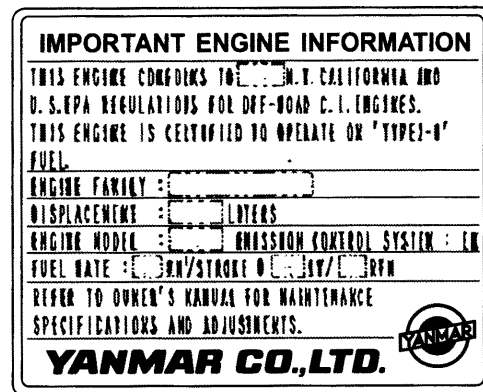 IMPORTANT ENGINE INFORMATION
THIS ENGINE CONFORMS TO M.Y. CALIFORNIA AND
U.S.EPA REGULATIONS FOR OFF-ROAD C.I.ENGINES.
THIS ENGINE IS CERTIFIED TO OPERATE ON 'TYPE2-D'
FUEL.
ENGINE FAMILY :
DISPLACEMENT : LITERS
ENGINE MODEL : EMISSION CONTROL SYSTEM : EM
FUEL RATE : MM³/STROKE @ KW/ RPM
REFER TO OWNER'S MANUAL FOR MAINTENANCE
SPECIFICATIONS AND ADJUSTMENTS.
YANMAR CO.,LTD.
YANMAR